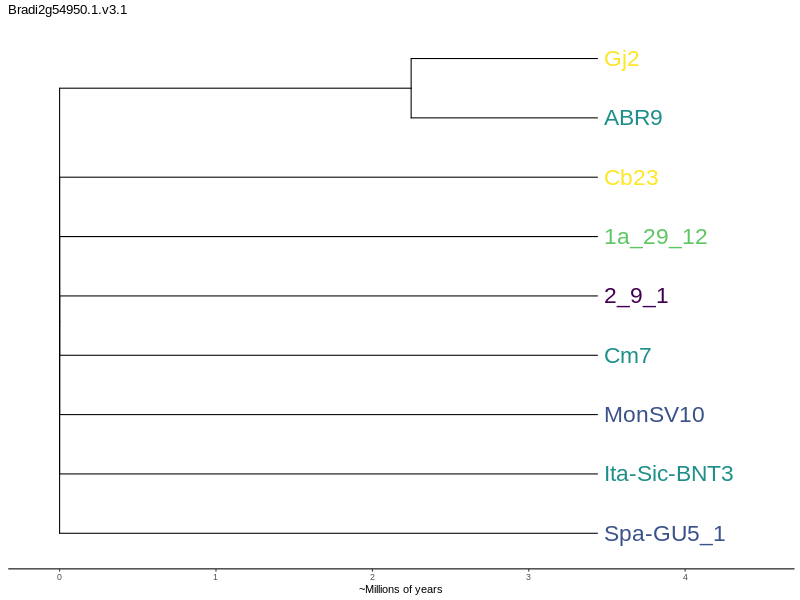 Bradi2g54950.1.v3.1
Gj2
ABR9
Cb23
1a_29_12
2_9_1
Cm7
MonSV10
Ita-Sic-BNT3
Spa-GU5_1
0 1 2 3 4
~Millions of years